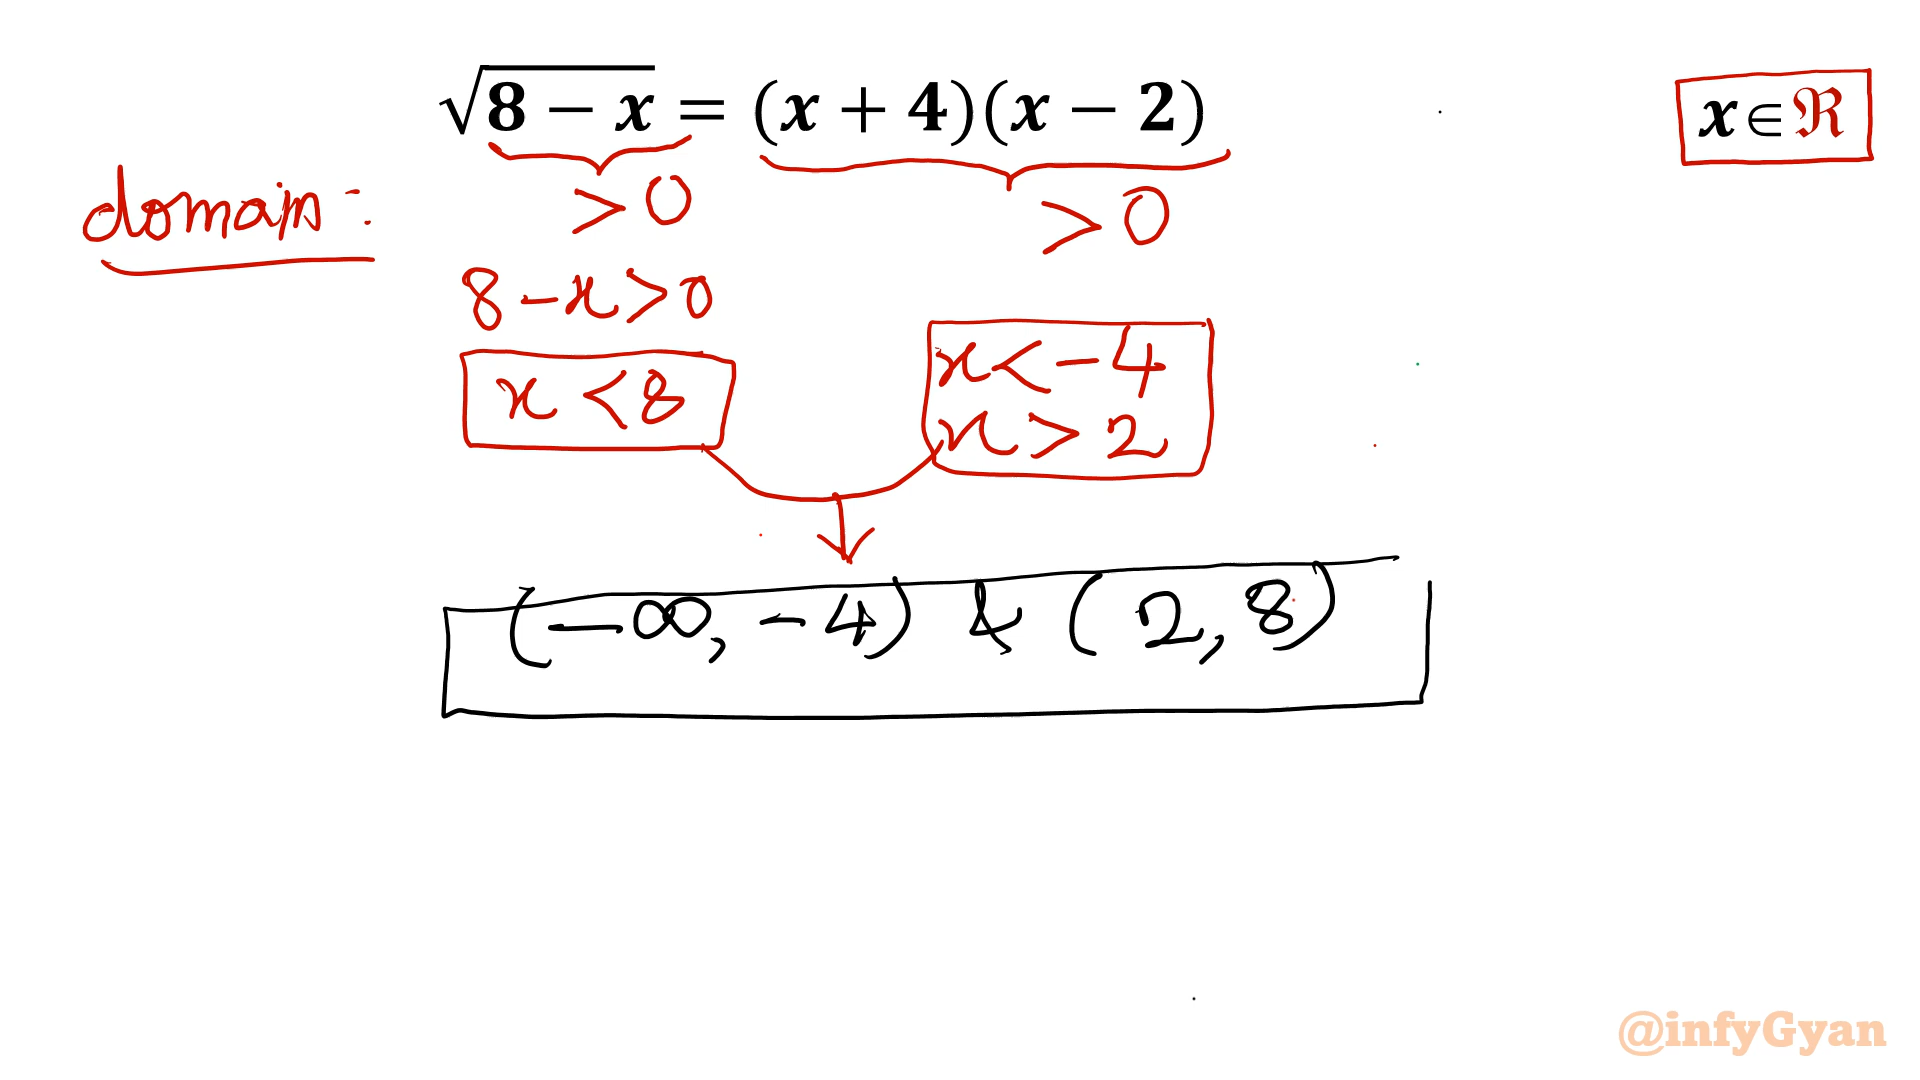 √8 − x = (x + 4)(x − 2)
x ∈ ℜ
domain:
> 0
> 0
8 - x > 0
x < 8
x < -4
x > 2
(-∞, -4) & (2, 8)
@infyGyan